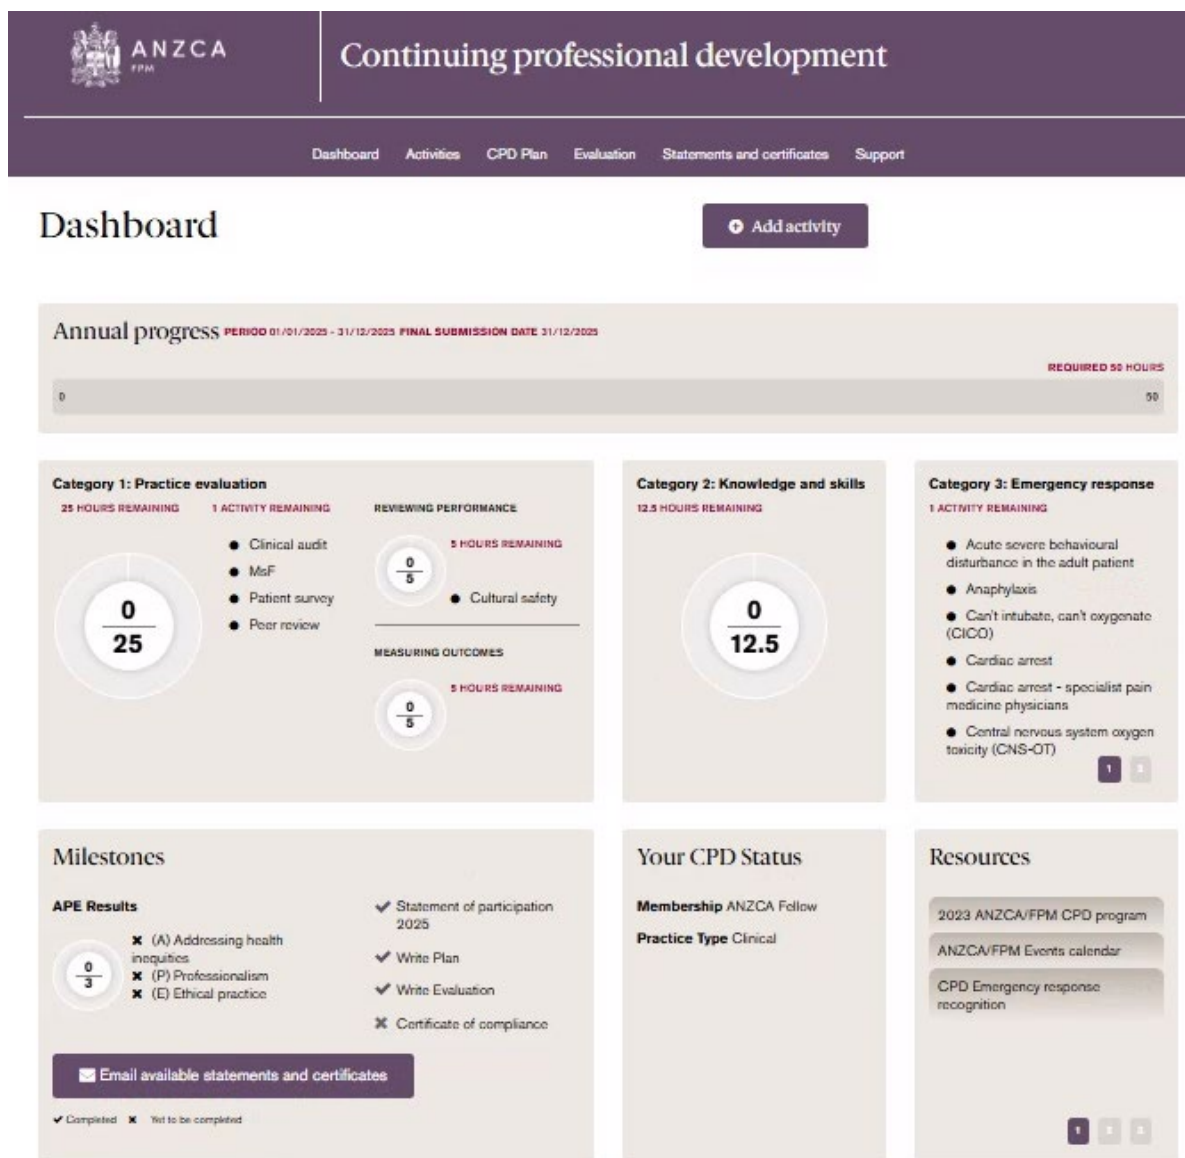 ANZCA
FPM
Continuing professional development
Dashboard Activities CPD Plan Evaluation Statements and certificates Support
Dashboard
Add activity
Annual progress PERIOD 01/01/2025 - 31/12/2025 FINAL SUBMISSION DATE 31/12/2025
REQUIRED 50 HOURS
0 50
Category 1: Practice evaluation
25 HOURS REMAINING
0
25
1 ACTIVITY REMAINING
Clinical audit
MsF
Patient survey
Peer review
REVIEWING PERFORMANCE
0
5
5 HOURS REMAINING
Cultural safety
MEASURING OUTCOMES
0
5
5 HOURS REMAINING
Category 2: Knowledge and skills
12.5 HOURS REMAINING
0
12.5
Category 3: Emergency response
1 ACTIVITY REMAINING
Acute severe behavioural
disturbance in the adult patient
Anaphylaxis
Can't intubate, can't oxygenate
(CICO)
Cardiac arrest
Cardiac arrest - specialist pain
medicine physicians
Central nervous system oxygen
toxicity (CNS-OT)
1 2
Milestones
APE Results
0
3
(A) Addressing health
inequities
(P) Professionalism
(E) Ethical practice
Statement of participation
2025
Write Plan
Write Evaluation
Certificate of compliance
Email available statements and certificates
Completed Yet to be completed
Your CPD Status
Membership ANZCA Fellow
Practice Type Clinical
Resources
2023 ANZCA/FPM CPD program
ANZCA/FPM Events calendar
CPD Emergency response
recognition
1 2 3